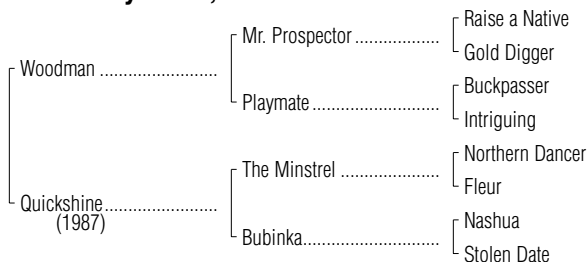 Raise a Native
Mr. Prospector ....................
Gold Digger
Woodman ............................
Buckpasser
Playmate.................................
Intriguing
Northern Dancer
The Minstrel .......................
Fleur
Quickshine...........................
(1987)
Nashua
Bubinka...................................
Stolen Date